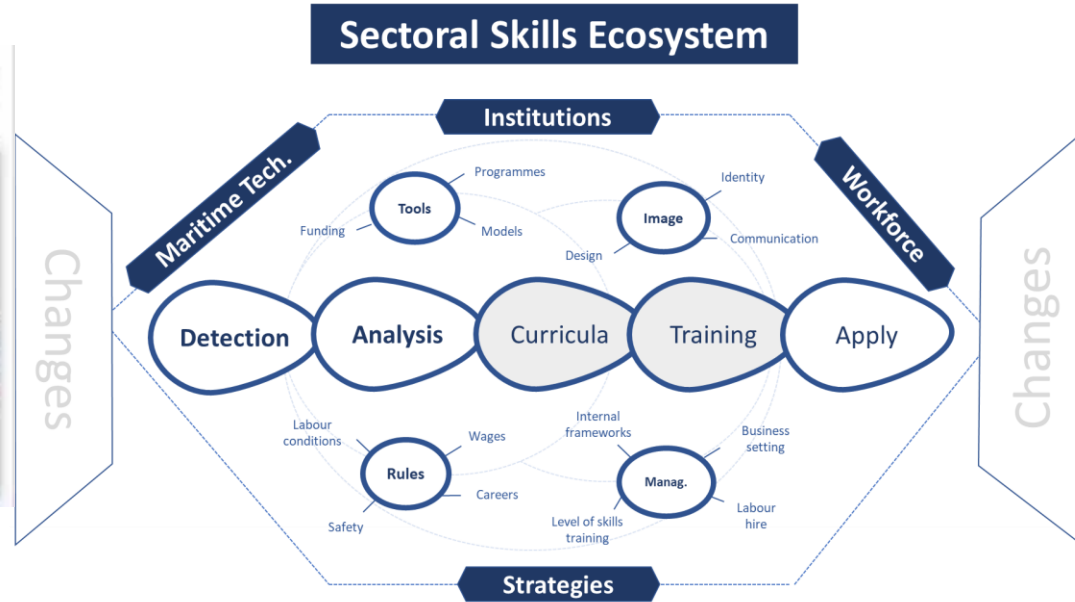 Sectoral Skills Ecosystem
Institutions
Maritime Tech.
Workforce
Changes
Changes
Tools
Programmes
Funding
Models
Image
Identity
Design
Communication
Detection
Analysis
Curricula
Training
Apply
Rules
Labour
conditions
Wages
Careers
Safety
Manag.
Internal
frameworks
Business
setting
Level of skills
training
Labour
hire
Strategies